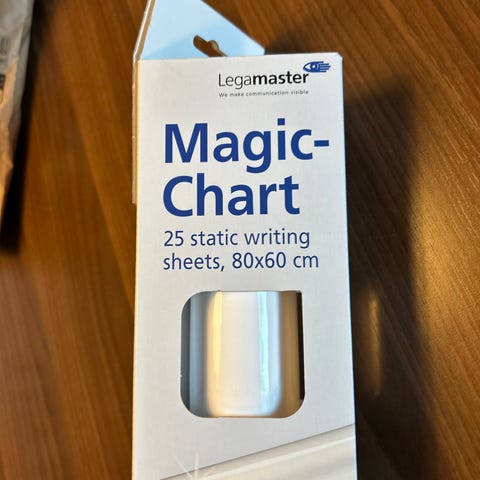 Legamaster
We make communication visible
Magic-
Chart
25 static writing
sheets, 80x60 cm